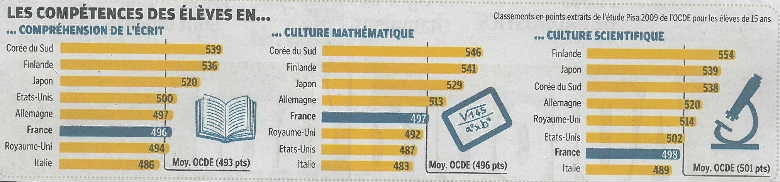 LES COMPÉTENCES DES ÉLÈVES EN...
Classements en points extraits de l'étude Pisa 2009 de l'OCDE pour les élèves de 15 ans
... COMPRÉHENSION DE L'ÉCRIT
Corée du Sud 539
Finlande 536
Japon 520
Etats-Unis 500
Allemagne 497
France 496
Royaume-Uni 494
Italie 486
Moy. OCDE (493 pts)
... CULTURE MATHÉMATIQUE
Corée du Sud 546
Finlande 541
Japon 529
Allemagne 513
France 497
Royaume-Uni 492
Etats-Unis 487
Italie 483
Moy. OCDE (496 pts)
... CULTURE SCIENTIFIQUE
Finlande 554
Japon 539
Corée du Sud 538
Allemagne 520
Royaume-Uni 514
Etats-Unis 502
France 498
Italie 489
Moy. OCDE (501 pts)